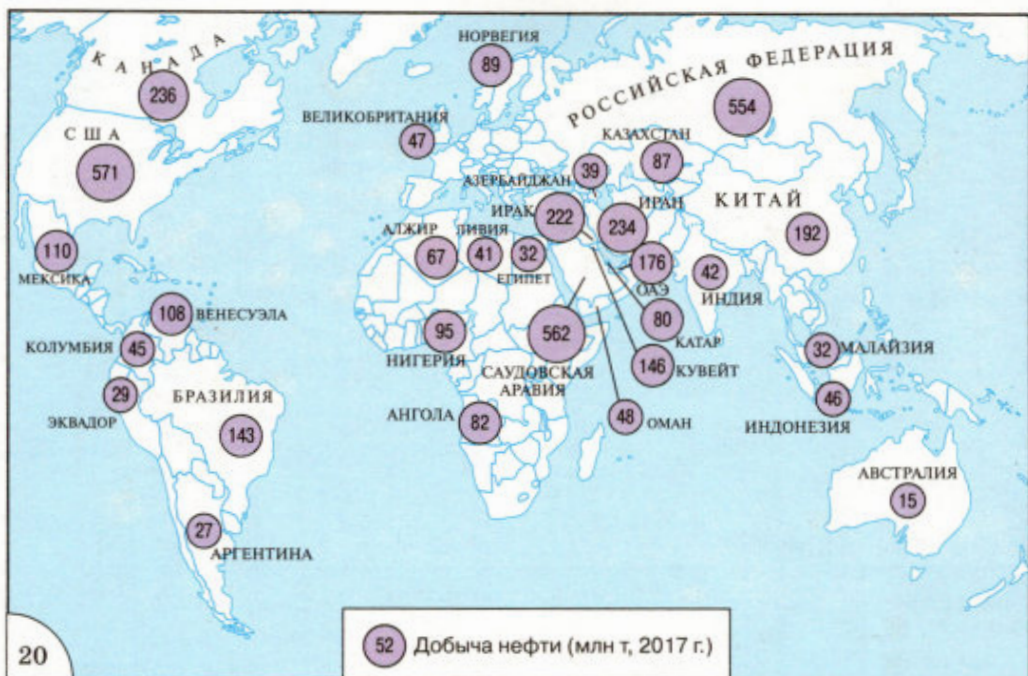 КАНАДА
236
США
571
110
МЕКСИКА
108
ВЕНЕСУЭЛА
КОЛУМБИЯ
45
29
ЭКВАДОР
БРАЗИЛИЯ
143
27
АРГЕНТИНА
НОРВЕГИЯ
89
ВЕЛИКОБРИТАНИЯ
47
РОССИЙСКАЯ ФЕДЕРАЦИЯ
554
КАЗАХСТАН
87
39
АЗЕРБАЙДЖАН
ИРАК
222
ИРАН
234
КИТАЙ
192
АЛЖИР
67
ЛИВИЯ
41
32
ЕГИПЕТ
176
ОАЭ
42
ИНДИЯ
80
КАТАР
146
КУВЕЙТ
562
САУДОВСКАЯ
АРАВИЯ
48
ОМАН
95
НИГЕРИЯ
АНГОЛА
82
32
МАЛАЙЗИЯ
46
ИНДОНЕЗИЯ
АВСТРАЛИЯ
15
20
52 Добыча нефти (млн т, 2017 г.)